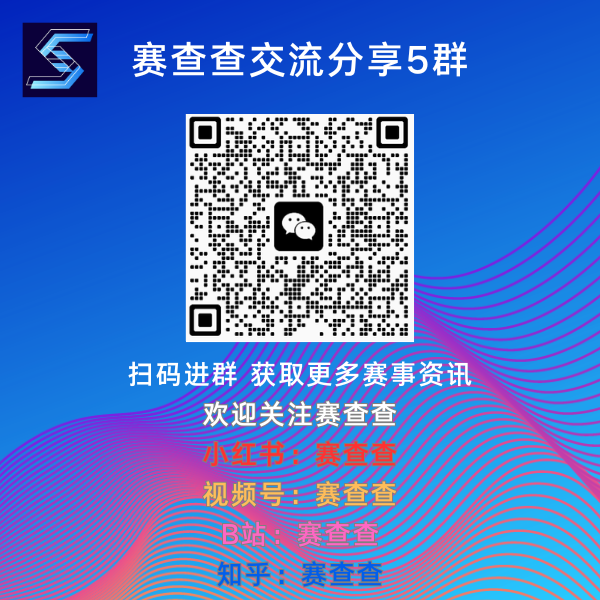 赛查查交流分享5群
扫码进群 获取更多赛事资讯
欢迎关注赛查查
小红书：赛查查
视频号：赛查查
B站：赛查查
知乎：赛查查